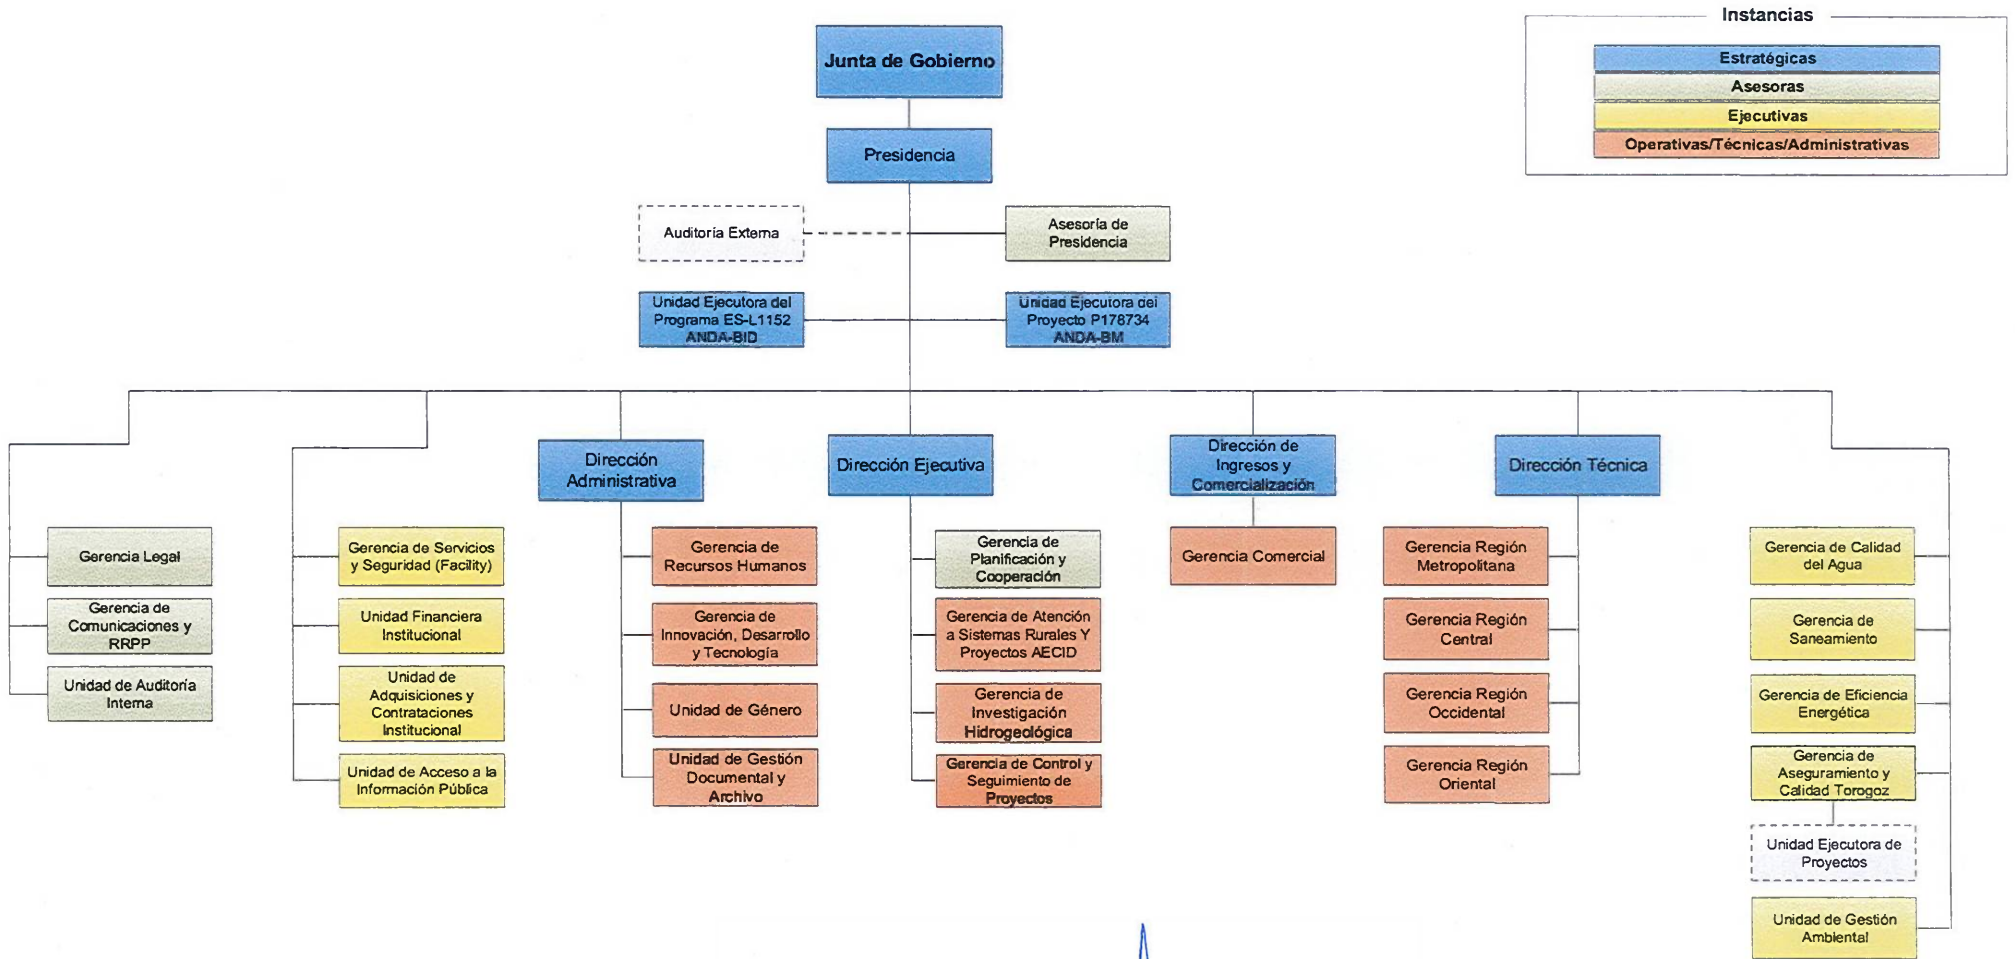 Instancias
Estratégicas
Asesoras
Ejecutivas
Operativas/Técnicas/Administrativas
Junta de Gobierno
Presidencia
Auditoría Externa
Asesoría de
Presidencia
Unidad Ejecutora del
Programa ES-L1152
ANDA-BID
Unidad Ejecutora del
Proyecto P178734
ANDA-BM
Dirección
Administrativa
Dirección Ejecutiva
Dirección de
Ingresos y
Comercialización
Dirección Técnica
Gerencia Legal
Gerencia de
Comunicaciones y
RRPP
Unidad de Auditoría
Interna
Gerencia de Servicios
y Seguridad (Facility)
Unidad Financiera
Institucional
Unidad de
Adquisiciones y
Contrataciones
Institucional
Unidad de Acceso a la
Información Pública
Gerencia de
Recursos Humanos
Gerencia de
Innovación, Desarrollo
y Tecnología
Unidad de Género
Unidad de Gestión
Documental y
Archivo
Gerencia de
Planificación y
Cooperación
Gerencia de Atención
a Sistemas Rurales Y
Proyectos AECID
Gerencia de
Investigación
Hidrogeológica
Gerencia de Control y
Seguimiento de
Proyectos
Gerencia Comercial
Gerencia Región
Metropolitana
Gerencia Región
Central
Gerencia Región
Occidental
Gerencia Región
Oriental
Gerencia de Calidad
del Agua
Gerencia de
Saneamiento
Gerencia de Eficiencia
Energética
Gerencia de
Aseguramiento y
Calidad Torogoz
Unidad Ejecutora de
Proyectos
Unidad de Gestión
Ambiental